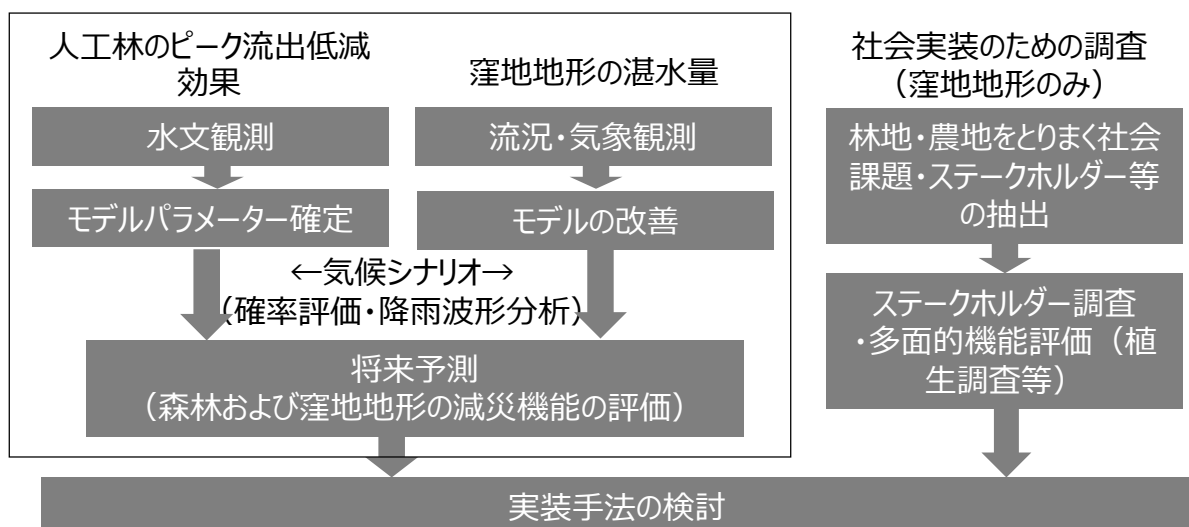 人工林のピーク流出低減
効果
水文観測
モデルパラメーター確定
窪地地形の湛水量
流況・気象観測
モデルの改善
←気候シナリオ→
(確率評価・降雨波形分析)
将来予測
（森林および窪地地形の減災機能の評価）
社会実装のための調査
（窪地地形のみ）
林地・農地をとりまく社会
課題・ステークホルダー等
の抽出
ステークホルダー調査
・多面的機能評価（植
生調査等）
実装手法の検討